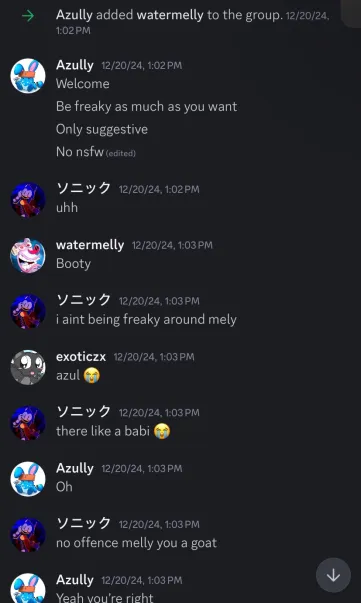 Azully added watermelly to the group. 12/20/24,
1:02 PM
Azully 12/20/24, 1:02 PM
Welcome
Be freaky as much as you want
Only suggestive
No nsfw (edited)
ソニック 12/20/24, 1:02 PM
uhh
watermelly 12/20/24, 1:03 PM
Booty
ソニック 12/20/24, 1:03 PM
i aint being freaky around mely
exoticzx 12/20/24, 1:03 PM
azul 😭
ソニック 12/20/24, 1:03 PM
there like a babi 😭
Azully 12/20/24, 1:03 PM
Oh
ソニック 12/20/24, 1:03 PM
no offence melly you a goat
Azully 12/20/24, 1:03 PM
Yeah you're right